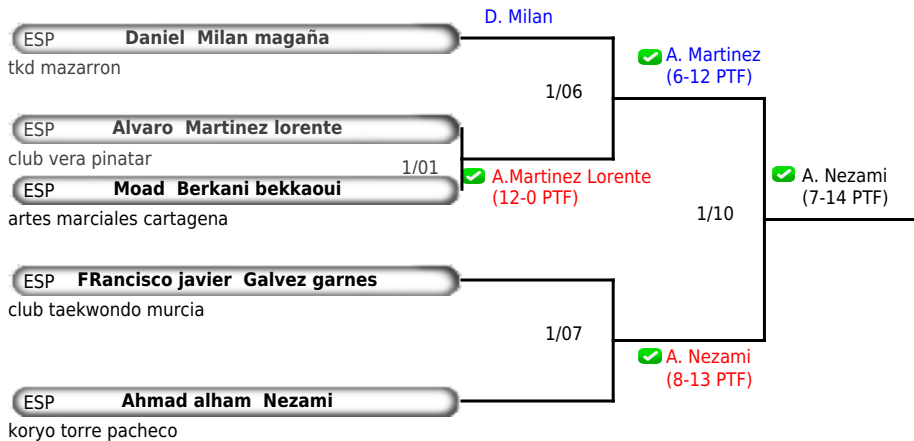 D. Milan
ESP Daniel Milan magaña
tkd mazarron
A. Martinez
(6-12 PTF)
1/06
ESP Alvaro Martinez lorente
club vera pinatar
1/01
A.Martinez Lorente
(12-0 PTF)
A. Nezami
(7-14 PTF)
ESP Moad Berkani bekkaoui
artes marciales cartagena
1/10
ESP FRancisco javier Galvez garnes
club taekwondo murcia
1/07
A. Nezami
(8-13 PTF)
ESP Ahmad alham Nezami
koryo torre pacheco